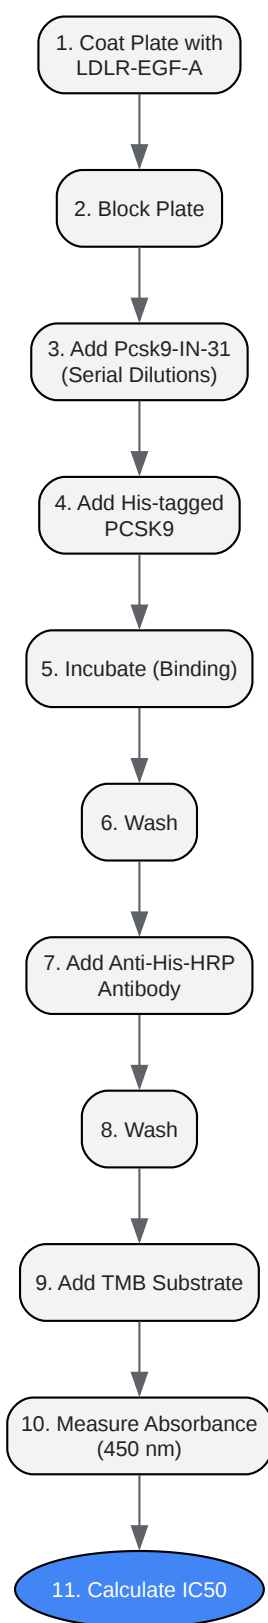 1. Coat Plate with
LDLR-EGF-A
2. Block Plate
3. Add Pcsk9-IN-31
(Serial Dilutions)
4. Add His-tagged
PCSK9
5. Incubate (Binding)
6. Wash
7. Add Anti-His-HRP
Antibody
8. Wash
9. Add TMB Substrate
10. Measure Absorbance
(450 nm)
11. Calculate IC50